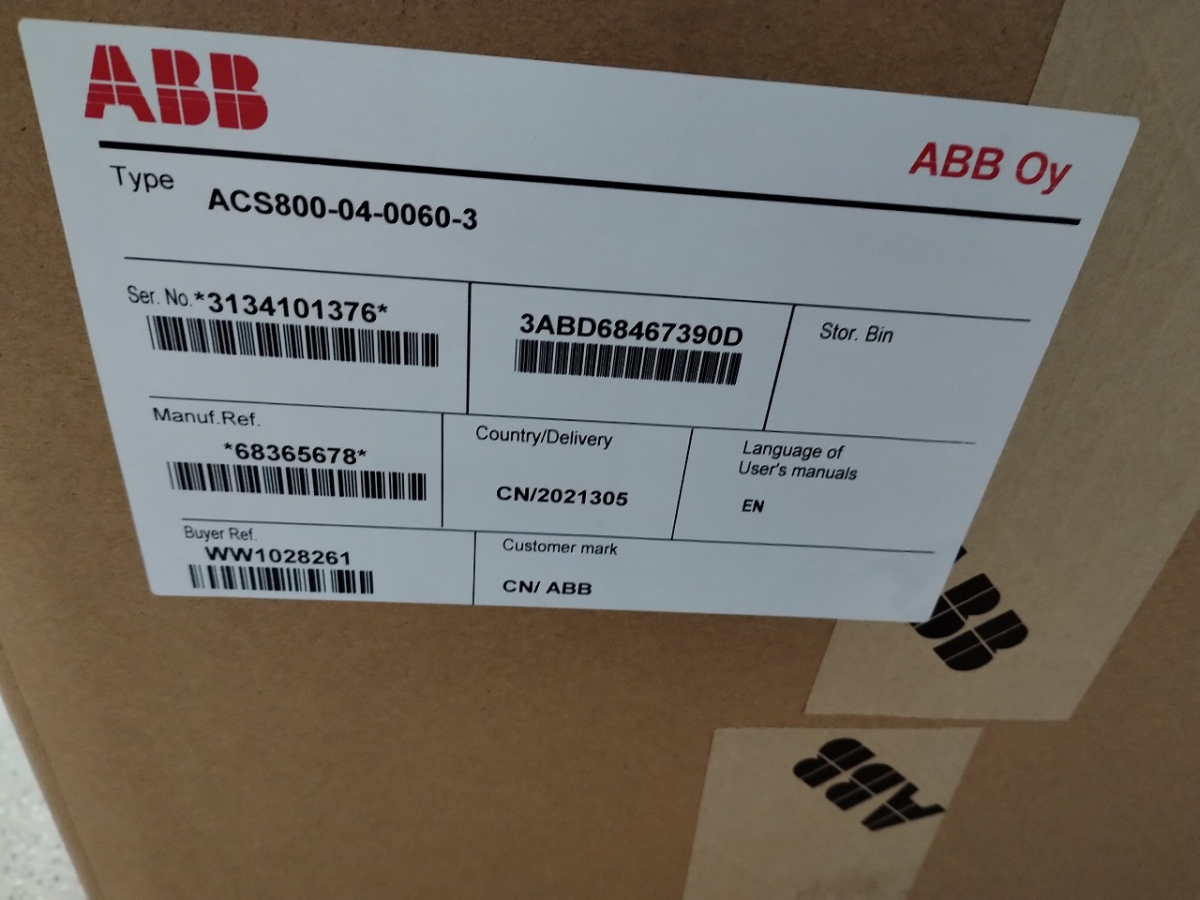 ABB
ABB Oy
Type
ACS800-04-0060-3
Ser. No.*3134101376*
3ABD68467390D
Stor. Bin
Manuf.Ref.
*68365678*
Country/Delivery
CN/2021305
Language of
User's manuals
EN
Buyer Ref.
WW1028261
Customer mark
CN/ ABB
ABB
ABB